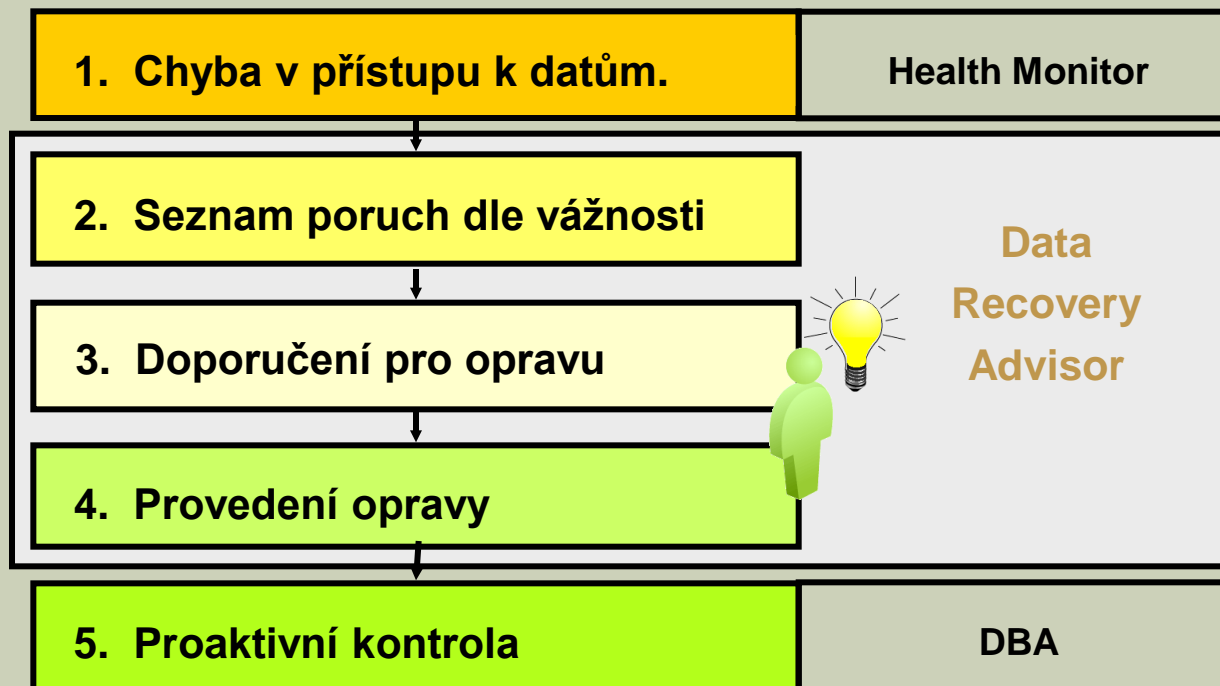 1. Chyba v přístupu k datům.
Health Monitor
2. Seznam poruch dle vážnosti
3. Doporučení pro opravu
4. Provedení opravy
Data
Recovery
Advisor
5. Proaktivní kontrola
DBA